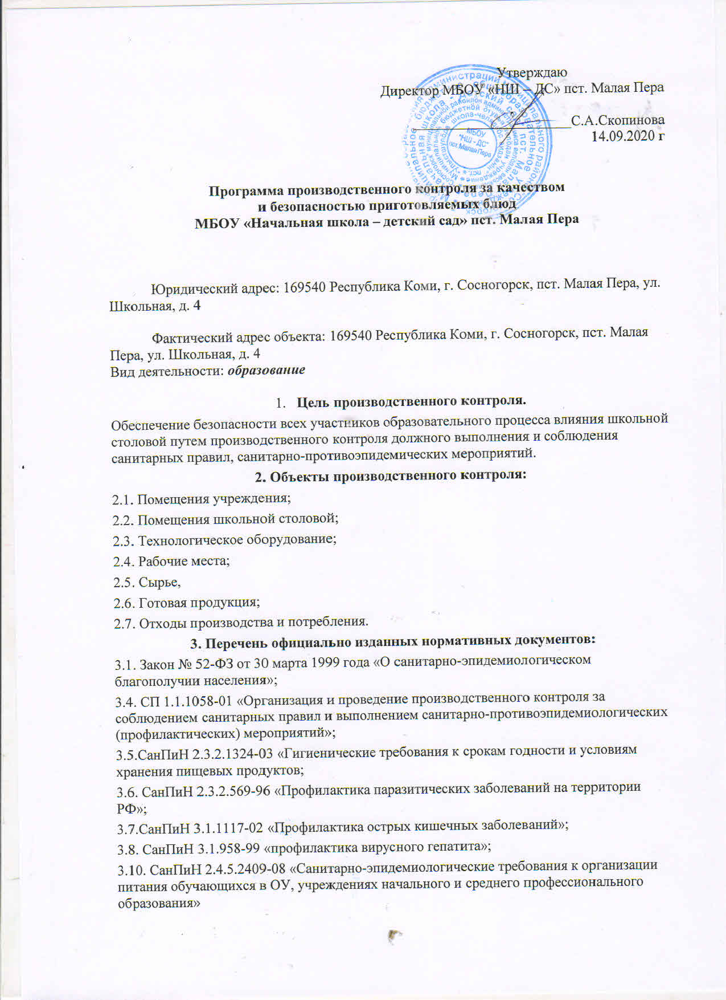 Утверждаю
Директор МБОУ «НШ – ДС» пст. Малая Пера
С.А.Скопинова
14.09.2020 г
МБОУ
"НШ - ДС"
пст. Малая Пера
Программа производственного контроля за качеством
и безопасностью приготовляемых блюд
МБОУ «Начальная школа – детский сад» пст. Малая Пера
Юридический адрес: 169540 Республика Коми, г. Сосногорск, пст. Малая Пера, ул.
Школьная, д. 4
Фактический адрес объекта: 169540 Республика Коми, г. Сосногорск, пст. Малая
Пера, ул. Школьная, д. 4
Вид деятельности: образование
1. Цель производственного контроля.
Обеспечение безопасности всех участников образовательного процесса влияния школьной
столовой путем производственного контроля должного выполнения и соблюдения
санитарных правил, санитарно-противоэпидемических мероприятий.
2. Объекты производственного контроля:
2.1. Помещения учреждения;
2.2. Помещения школьной столовой;
2.3. Технологическое оборудование;
2.4. Рабочие места;
2.5. Сырье,
2.6. Готовая продукция;
2.7. Отходы производства и потребления.
3. Перечень официально изданных нормативных документов:
3.1. Закон № 52-ФЗ от 30 марта 1999 года «О санитарно-эпидемиологическом
благополучии населения»;
3.4. СП 1.1.1058-01 «Организация и проведение производственного контроля за
соблюдением санитарных правил и выполнением санитарно-противоэпидемиологических
(профилактических) мероприятий»;
3.5.СанПиН 2.3.2.1324-03 «Гигиенические требования к срокам годности и условиям
хранения пищевых продуктов;
3.6. СанПиН 2.3.2.569-96 «Профилактика паразитических заболеваний на территории
РФ»;
3.7.СанПиН 3.1.1117-02 «Профилактика острых кишечных заболеваний»;
3.8. СанПиН 3.1.958-99 «профилактика вирусного гепатита»;
3.10. СанПиН 2.4.5.2409-08 «Санитарно-эпидемиологические требования к организации
питания обучающихся в ОУ, учреждениях начального и среднего профессионального
образования»